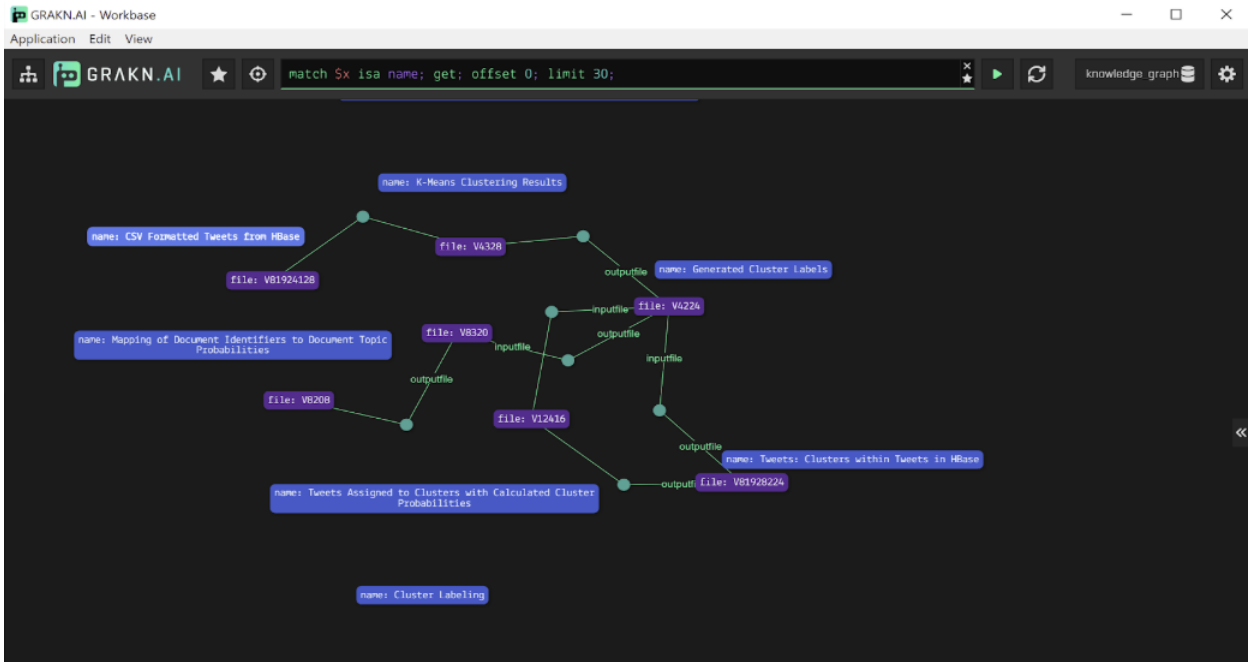 GRAKN.AI - Workbase
Application Edit View
GRAKN.AI
match $x isa name; get; offset 0; limit 30;
knowledge_graph
name: K-Means Clustering Results
name: CSV Formatted Tweets from HBase
file: V4328
outputfile
name: Generated Cluster Labels
file: V81924128
inputfile
file: V4224
file: V8320
outputfile
name: Mapping of Document Identifiers to Document Topic
Probabilities
inputfile
inputfile
outputfile
file: V8208
file: V12416
outputfile
name: Tweets: Clusters within Tweets in HBase
outputfi
file: V81928224
name: Tweets Assigned to Clusters with Calculated Cluster
Probabilities
name: Cluster Labeling